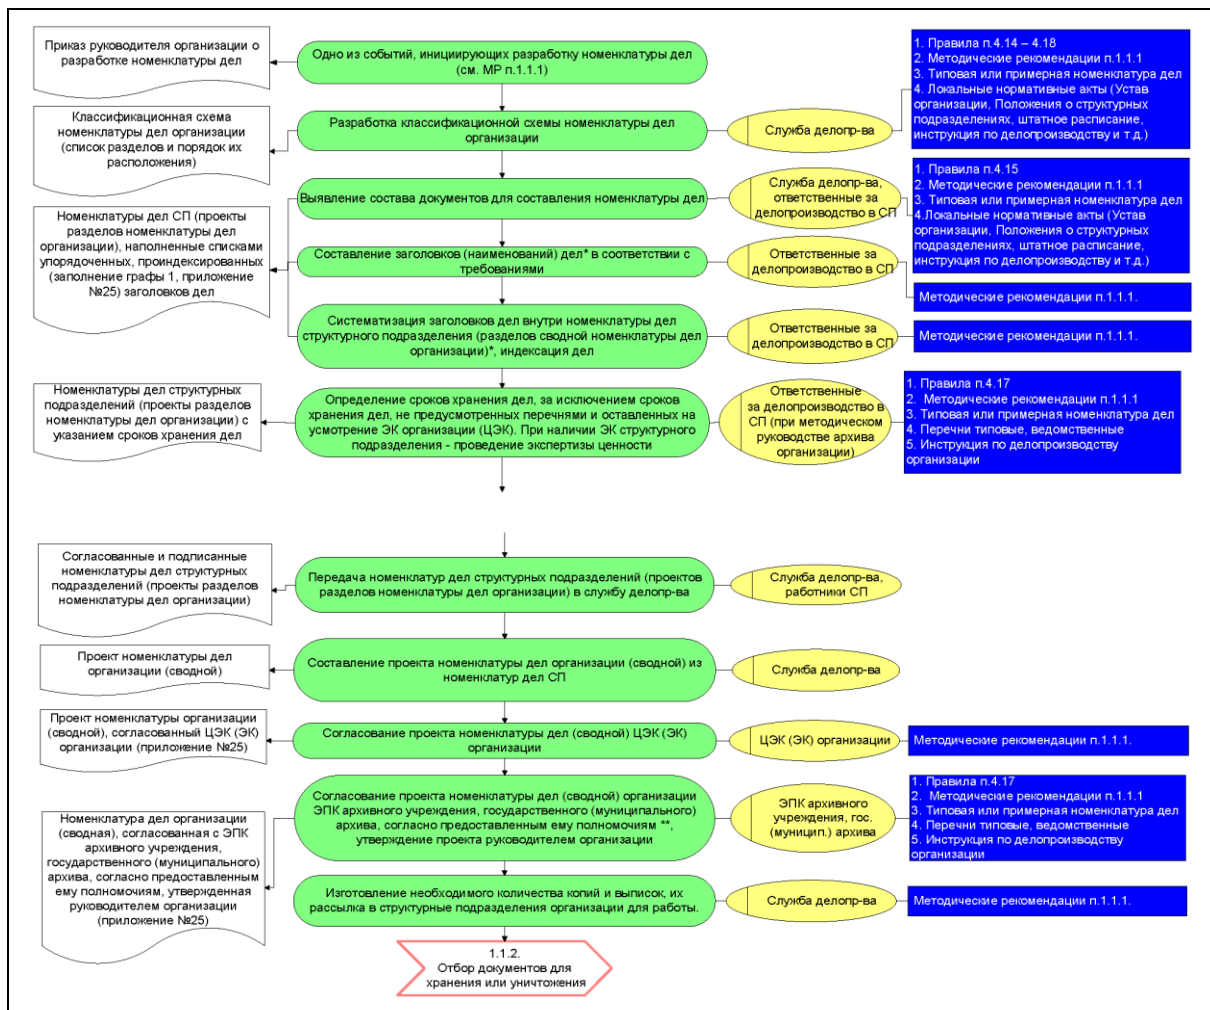 Приказ руководителя организации о
разработке номенклатуры дел
Одно из событий, инициирующих разработку номенклатуры дел
(см. МР п.1.1.1)
1. Правила п.4.14 – 4.18
2. Методические рекомендации п.1.1.1
3. Типовая или примерная номенклатура дел
4. Локальные нормативные акты (Устав
организации, Положения о структурных
подразделениях, штатное расписание,
инструкция по делопроизводству и т.д.)
Классификационная схема
номенклатуры дел организации
(список разделов и порядок их
расположения)
Разработка классификационной схемы номенклатуры дел
организации
Служба делопр-ва
Выявление состава документов для составления номенклатуры дел
Служба делопр-ва,
ответственные за
делопроизводство в СП
1. Правила п.4.15
2. Методические рекомендации п.1.1.1
3. Типовая или примерная номенклатура дел
4.Локальные нормативные акты (Устав
организации, Положения о структурных
подразделениях, штатное расписание,
инструкция по делопроизводству и т.д.)
Номенклатуры дел СП (проекты
разделов номенклатуры дел
организации), наполненные списками
упорядоченных, проиндексированных
(заполнение графы 1, приложение
№25) заголовков дел
Составление заголовков (наименований) дел* в соответствии с
требованиями
Ответственные за
делопроизводство в СП
Методические рекомендации п.1.1.1.
Систематизация заголовков дел внутри номенклатуры дел
структурного подразделения (разделов сводной номенклатуры дел
организации)*, индексация дел
Ответственные за
делопроизводство в СП
Методические рекомендации п.1.1.1.
Номенклатуры дел структурных
подразделений (проекты разделов
номенклатуры дел организации) с
указанием сроков хранения дел
Определение сроков хранения дел, за исключением сроков
хранения дел, не предусмотренных перечнями и оставленных на
усмотрение ЭК организации (ЦЭК). При наличии ЭК структурного
подразделения - проведение экспертизы ценности
Ответственные
за делопроизводство в
СП (при методическом
руководстве архива
организации)
1. Правила п.4.17
2. Методические рекомендации п.1.1.1
3. Типовая или примерная номенклатура дел
4. Перечни типовые, ведомственные
5. Инструкция по делопроизводству
организации
Согласованные и подписанные
номенклатуры дел структурных
подразделений (проекты разделов
номенклатуры дел организации)
Передача номенклатур дел структурных подразделений (проектов
разделов номенклатуры дел организации) в службу делопр-ва
Служба делопр-ва,
работники СП
Проект номенклатуры дел
организации (сводной)
Составление проекта номенклатуры дел организации (сводной) из
номенклатур дел СП
Служба делопр-ва
Проект номенклатуры организации
(сводной), согласованный ЦЭК (ЭК)
организации (приложение №25)
Согласование проекта номенклатуры дел (сводной) ЦЭК (ЭК)
организации
ЦЭК (ЭК) организации
Методические рекомендации п.1.1.1.
Номенклатура дел организации
(сводная), согласованная с ЭПК
архивного учреждения,
государственного (муниципального)
архива, согласно предоставленным
ему полномочиям, утвержденная
руководителем организации
(приложение №25)
Согласование проекта номенклатуры дел (сводной) организации
ЭПК архивного учреждения, государственного (муниципального)
архива, согласно предоставленным ему полномочиям **,
утверждение проекта руководителем организации
ЭПК архивного
учреждения, гос.
(муницип.) архива
1. Правила п.4.17
2. Методические рекомендации п.1.1.1
3. Типовая или примерная номенклатура дел
4. Перечни типовые, ведомственные
5. Инструкция по делопроизводству
организации
Изготовление необходимого количества копий и выписок, их
рассылка в структурные подразделения организации для работы.
Служба делопр-ва
Методические рекомендации п.1.1.1.
1.1.2.
Отбор документов для
хранения или уничтожения